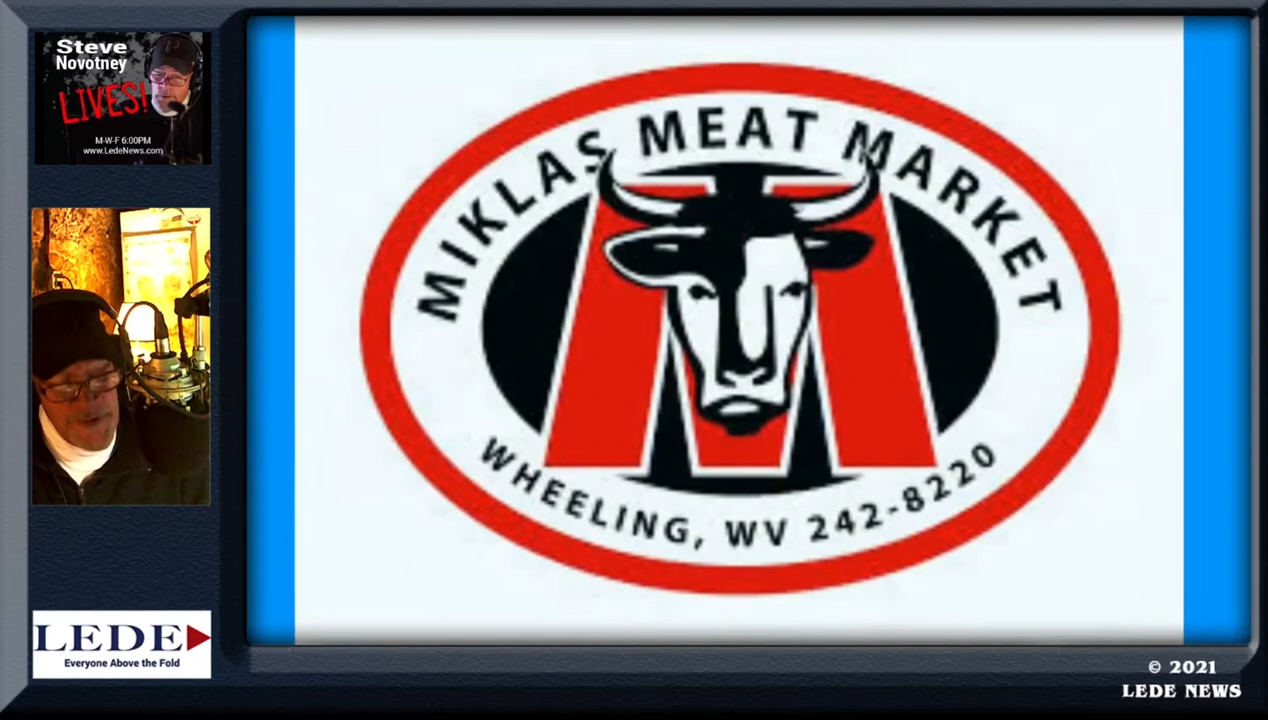 Steve
Novotney
LIVES!
M-W-F 6:00PM
www.LedeNews.com
MIKLAS MEAT MARKET
WHEELING, WV 242-8220
LEDE
Everyone Above the Fold
© 2021
LEDE NEWS